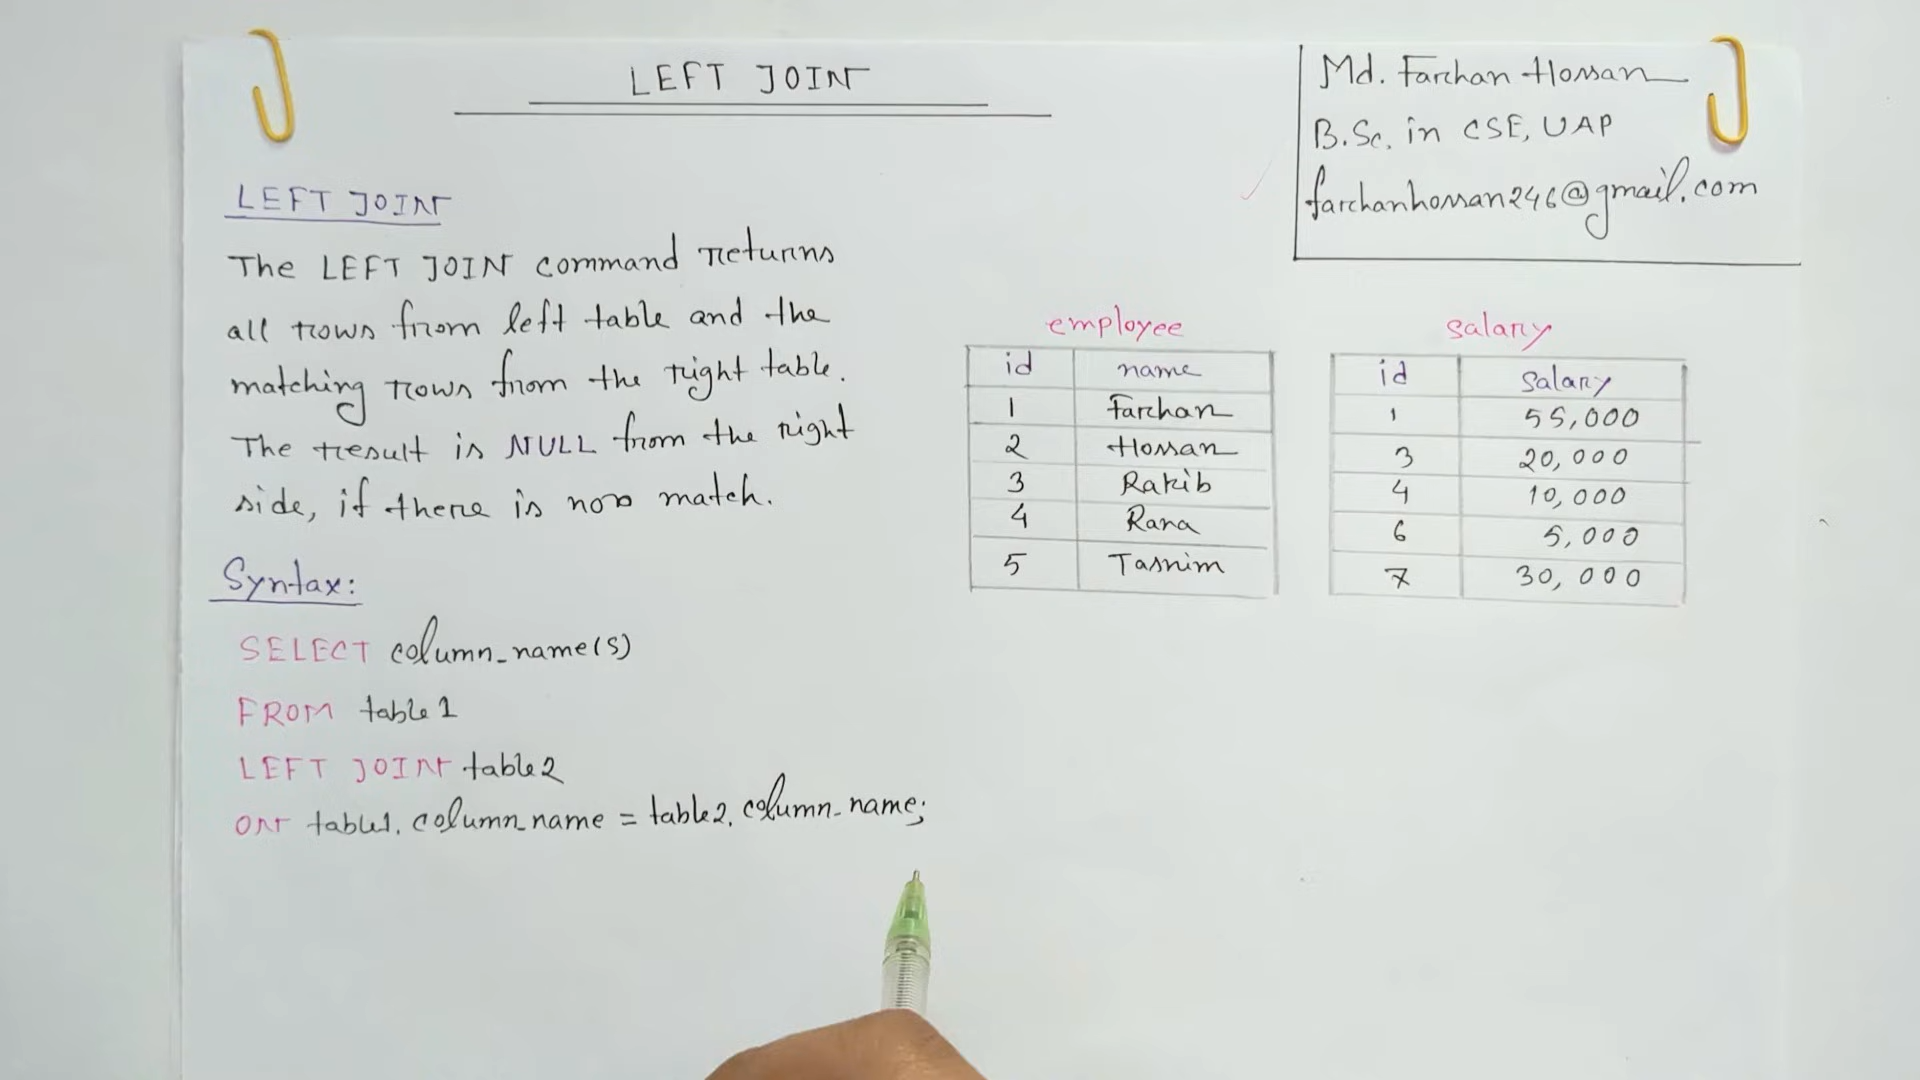 LEFT JOIN
Md. Farhan Hossan
B.Sc. in CSE, UAP
farhanhossan246@gmail.com
LEFT JOIN
The LEFT JOIN command returns
all rows from left table and the
matching rows from the right table.
The result is NULL from the right
side, if there is no match.
Syntax:
SELECT column_name(s)
FROM table1
LEFT JOIN table2
ON table1.column_name = table2.column_name;
employee
id name
1 Farhan
2 Hossan
3 Rakib
4 Rana
5 Tasnim
salary
id salary
1 55,000
3 20,000
4 10,000
6 5,000
7 30,000